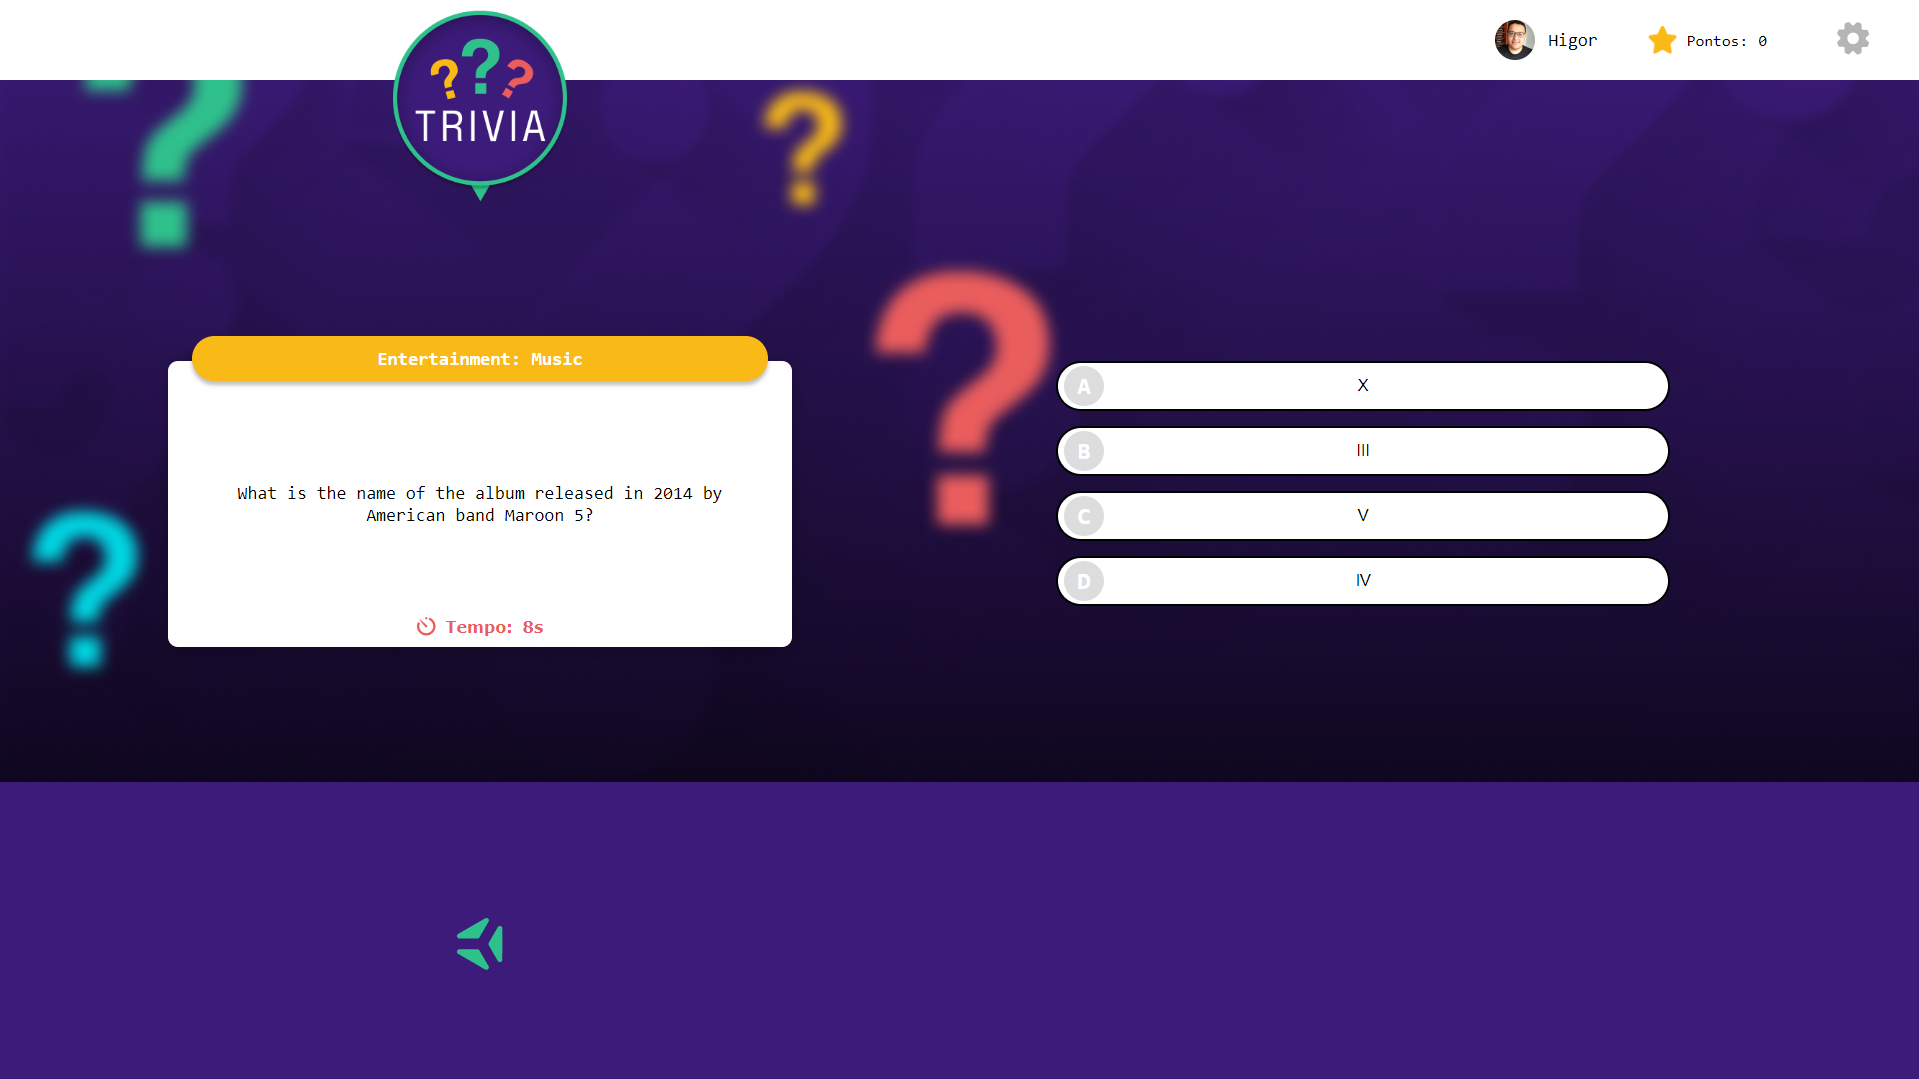 ??? 
TRIVIA
Higor
Pontos: 0
Entertainment: Music
What is the name of the album released in 2014 by
American band Maroon 5?
Tempo: 8s
A X
B III
C V
D IV